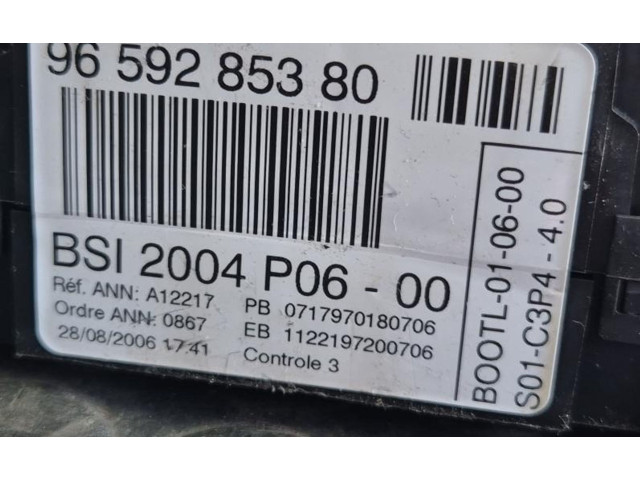 96 592 853 80
BSI 2004 P06 - 00
Réf. ANN: A12217 PB 0717970180706
Ordre ANN: 0867 EB 1122197200706
28/08/2006 17:41 Controle 3
BOOTL-01-06-00
S01-C3P4 - 4.0